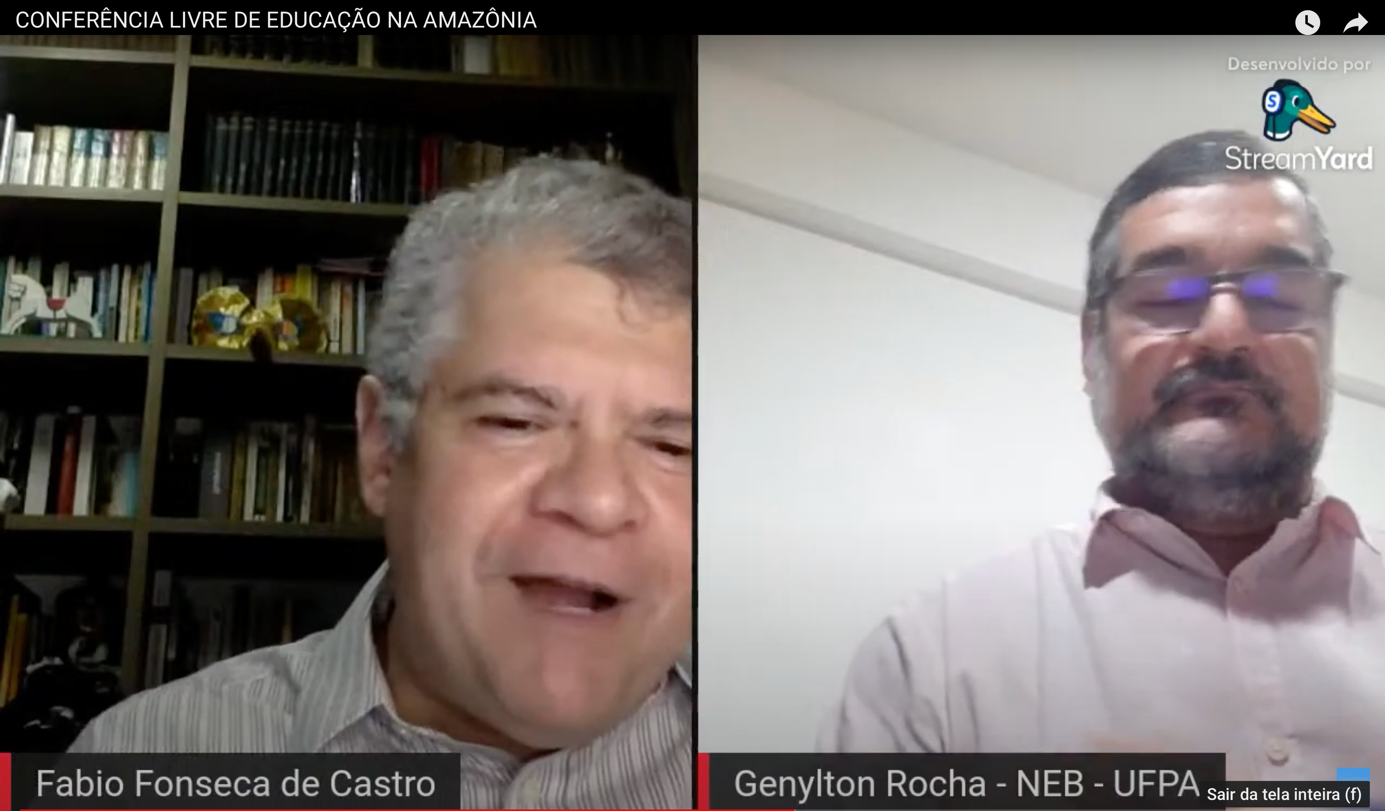 CONFERÊNCIA LIVRE DE EDUCAÇÃO NA AMAZÔNIA
Desenvolvido por
S
StreamYard
Fabio Fonseca de Castro
Genylton Rocha - NEB - UFPA
Sair da tela inteira (f)